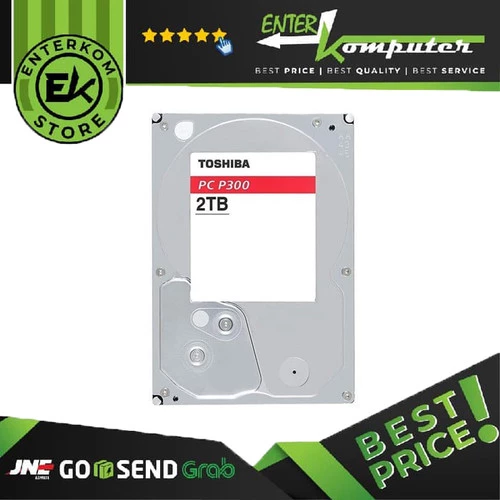 ENTERKOM
EK
STORE
ENTER
Komputer
BEST PRICE | BEST QUALITY | BEST SERVICE
TOSHIBA
PC P300
2TB
BEST
PRICE!
JNE
EXPRESS
GO SEND
Grab